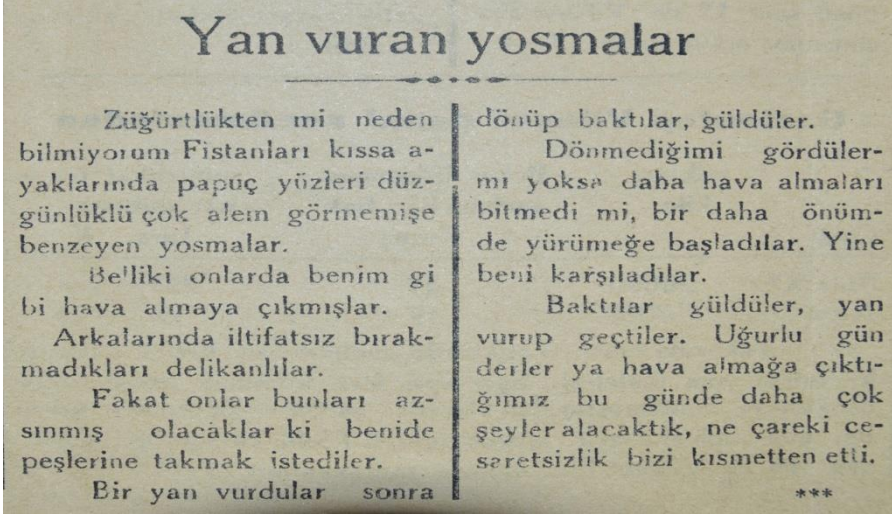 Yan vuran yosmalar
Züğürtlükten mi neden
bilmiyorum Fistanları kıssa a-
yaklarında papuç yüzleri düz-
günlüklü çok alem görmemişe
benzeyen yosmalar.
Belliki onlarda benim gi
bi hava almaya çıkmışlar.
Arkalarında iltifatsız bırak-
madıkları delikanlılar.
Fakat onlar bunları az-
sınmış olacaklar ki benide
peşlerine takmak istediler.
Bir yan vurdular sonra
dönüp baktılar, güldüler.
Dönmediğimi gördüler-
mı yoksa daha hava almaları
bitmedi mi, bir daha önüm-
de yürümeğe başladılar. Yine
beni karşıladılar.
Baktılar güldüler, yan
vurup geçtiler. Uğurlu gün
derler ya hava almağa çıktı-
ğımız bu günde daha çok
şeyler alacaktık, ne çareki ce-
saretsizlik bizi kısmetten etti.
***